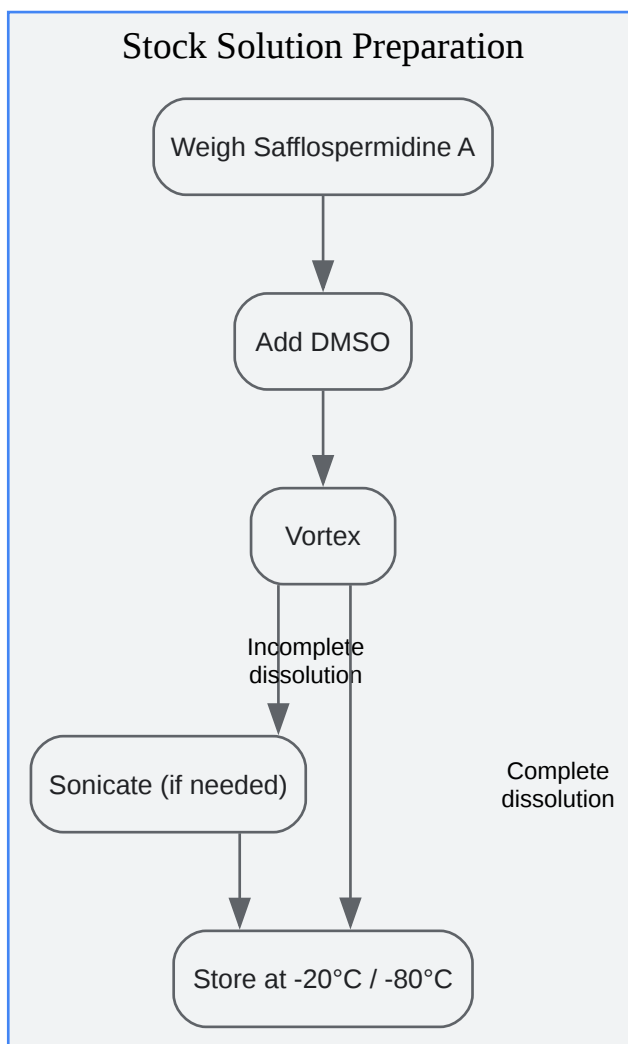 Stock Solution Preparation
Weigh Safflospermidine A
Add DMSO
Vortex
Incomplete
dissolution
Sonicate (if needed)
Complete
dissolution
Store at -20°C / -80°C